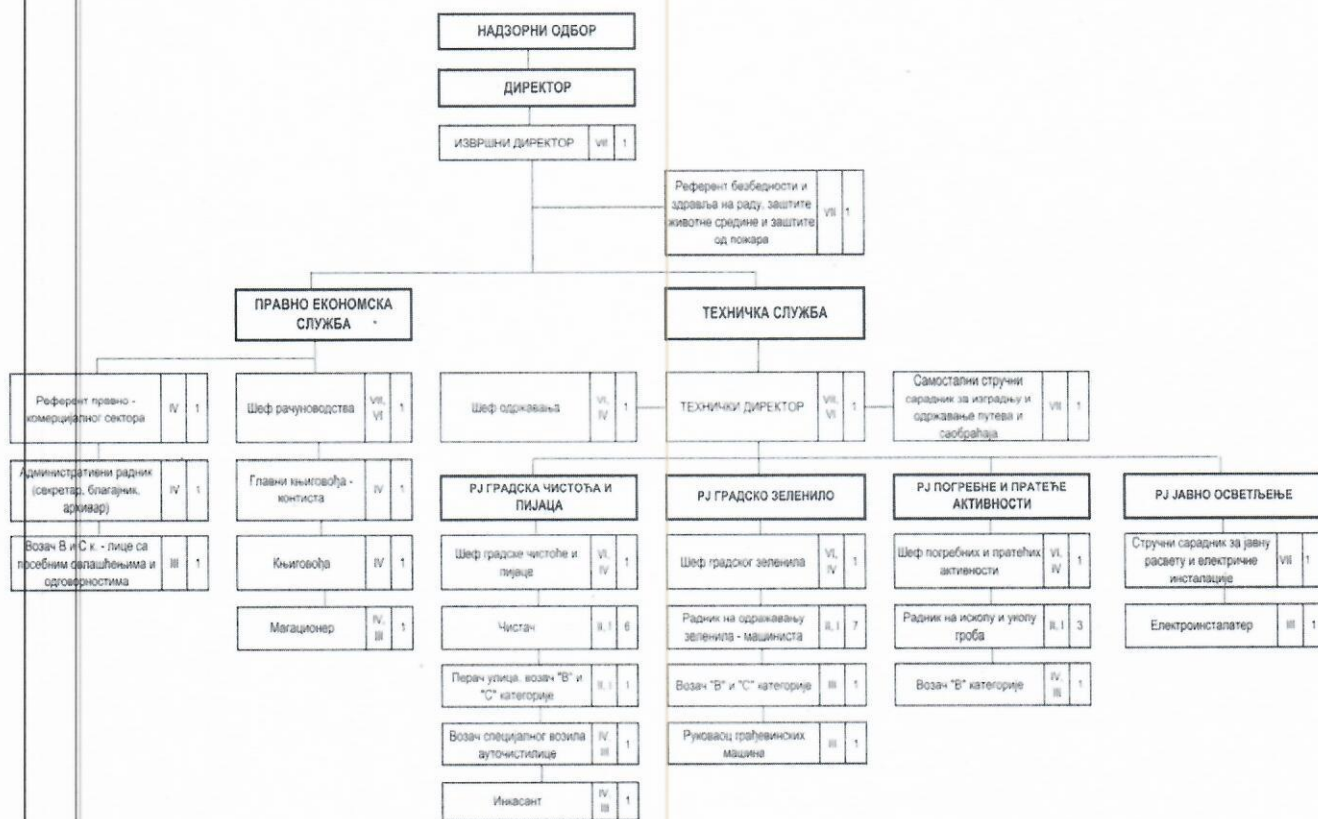 НАДЗОРНИ ОДБОР
ДИРЕКТОР
ИЗВРШНИ ДИРЕКТОР VII 1
Референт безбедности и
здравља на раду, заштите
животне средине и заштите
од пожара
VII 1
ПРАВНО ЕКОНОМСКА
СЛУЖБА
ТЕХНИЧКА СЛУЖБА
Референт правно -
комерцијалног сектора
IV 1
Шеф рачуноводства
VII,
VI
1
Шеф одржавања
VI,
IV
1
ТЕХНИЧКИ ДИРЕКТОР
VII,
VI
1
Самостални стручни
сарадник за изградњу и
одржавање путева и
саобраћаја
VII 1
Административни радник
(секретар, благајник,
архивар)
IV 1
Главни књиговођа -
контиста
IV 1
РЈ ГРАДСКА ЧИСТОЋА И
ПИЈАЦА
РЈ ГРАДСКО ЗЕЛЕНИЛО
РЈ ПОГРЕБНЕ И ПРАТЕЋЕ
АКТИВНОСТИ
РЈ ЈАВНО ОСВЕТЉЕЊЕ
Возач В и С к. - лице са
посебним овлашћењима и
одговорностима
III 1
Књиговођа IV 1
Шеф градске чистоће и
пијаце
VI,
IV
1
Шеф градског зеленила
VI,
IV
1
Шеф погребних и пратећих
активности
VI,
IV
1
Стручни сарадник за јавну
расвету и електричне
инсталације
VII 1
Магационер
IV,
III
1
Чистач II, I 6
Радник на одражавању
зеленила - машиниста
II, I 7
Радник на ископу и укопу
гроба
II, I 3
Електроинсталатер III 1
Перач улица, возач "В" и
"С" категорије
II, I 1
Возач "В" и "С" категорије III 1
Возач "В" категорије
IV,
III
1
Возач специјалног возила
ауточистилице
IV,
III
1
Руковаоц грађевинских
машина
III 1
Инкасант
IV,
III
1